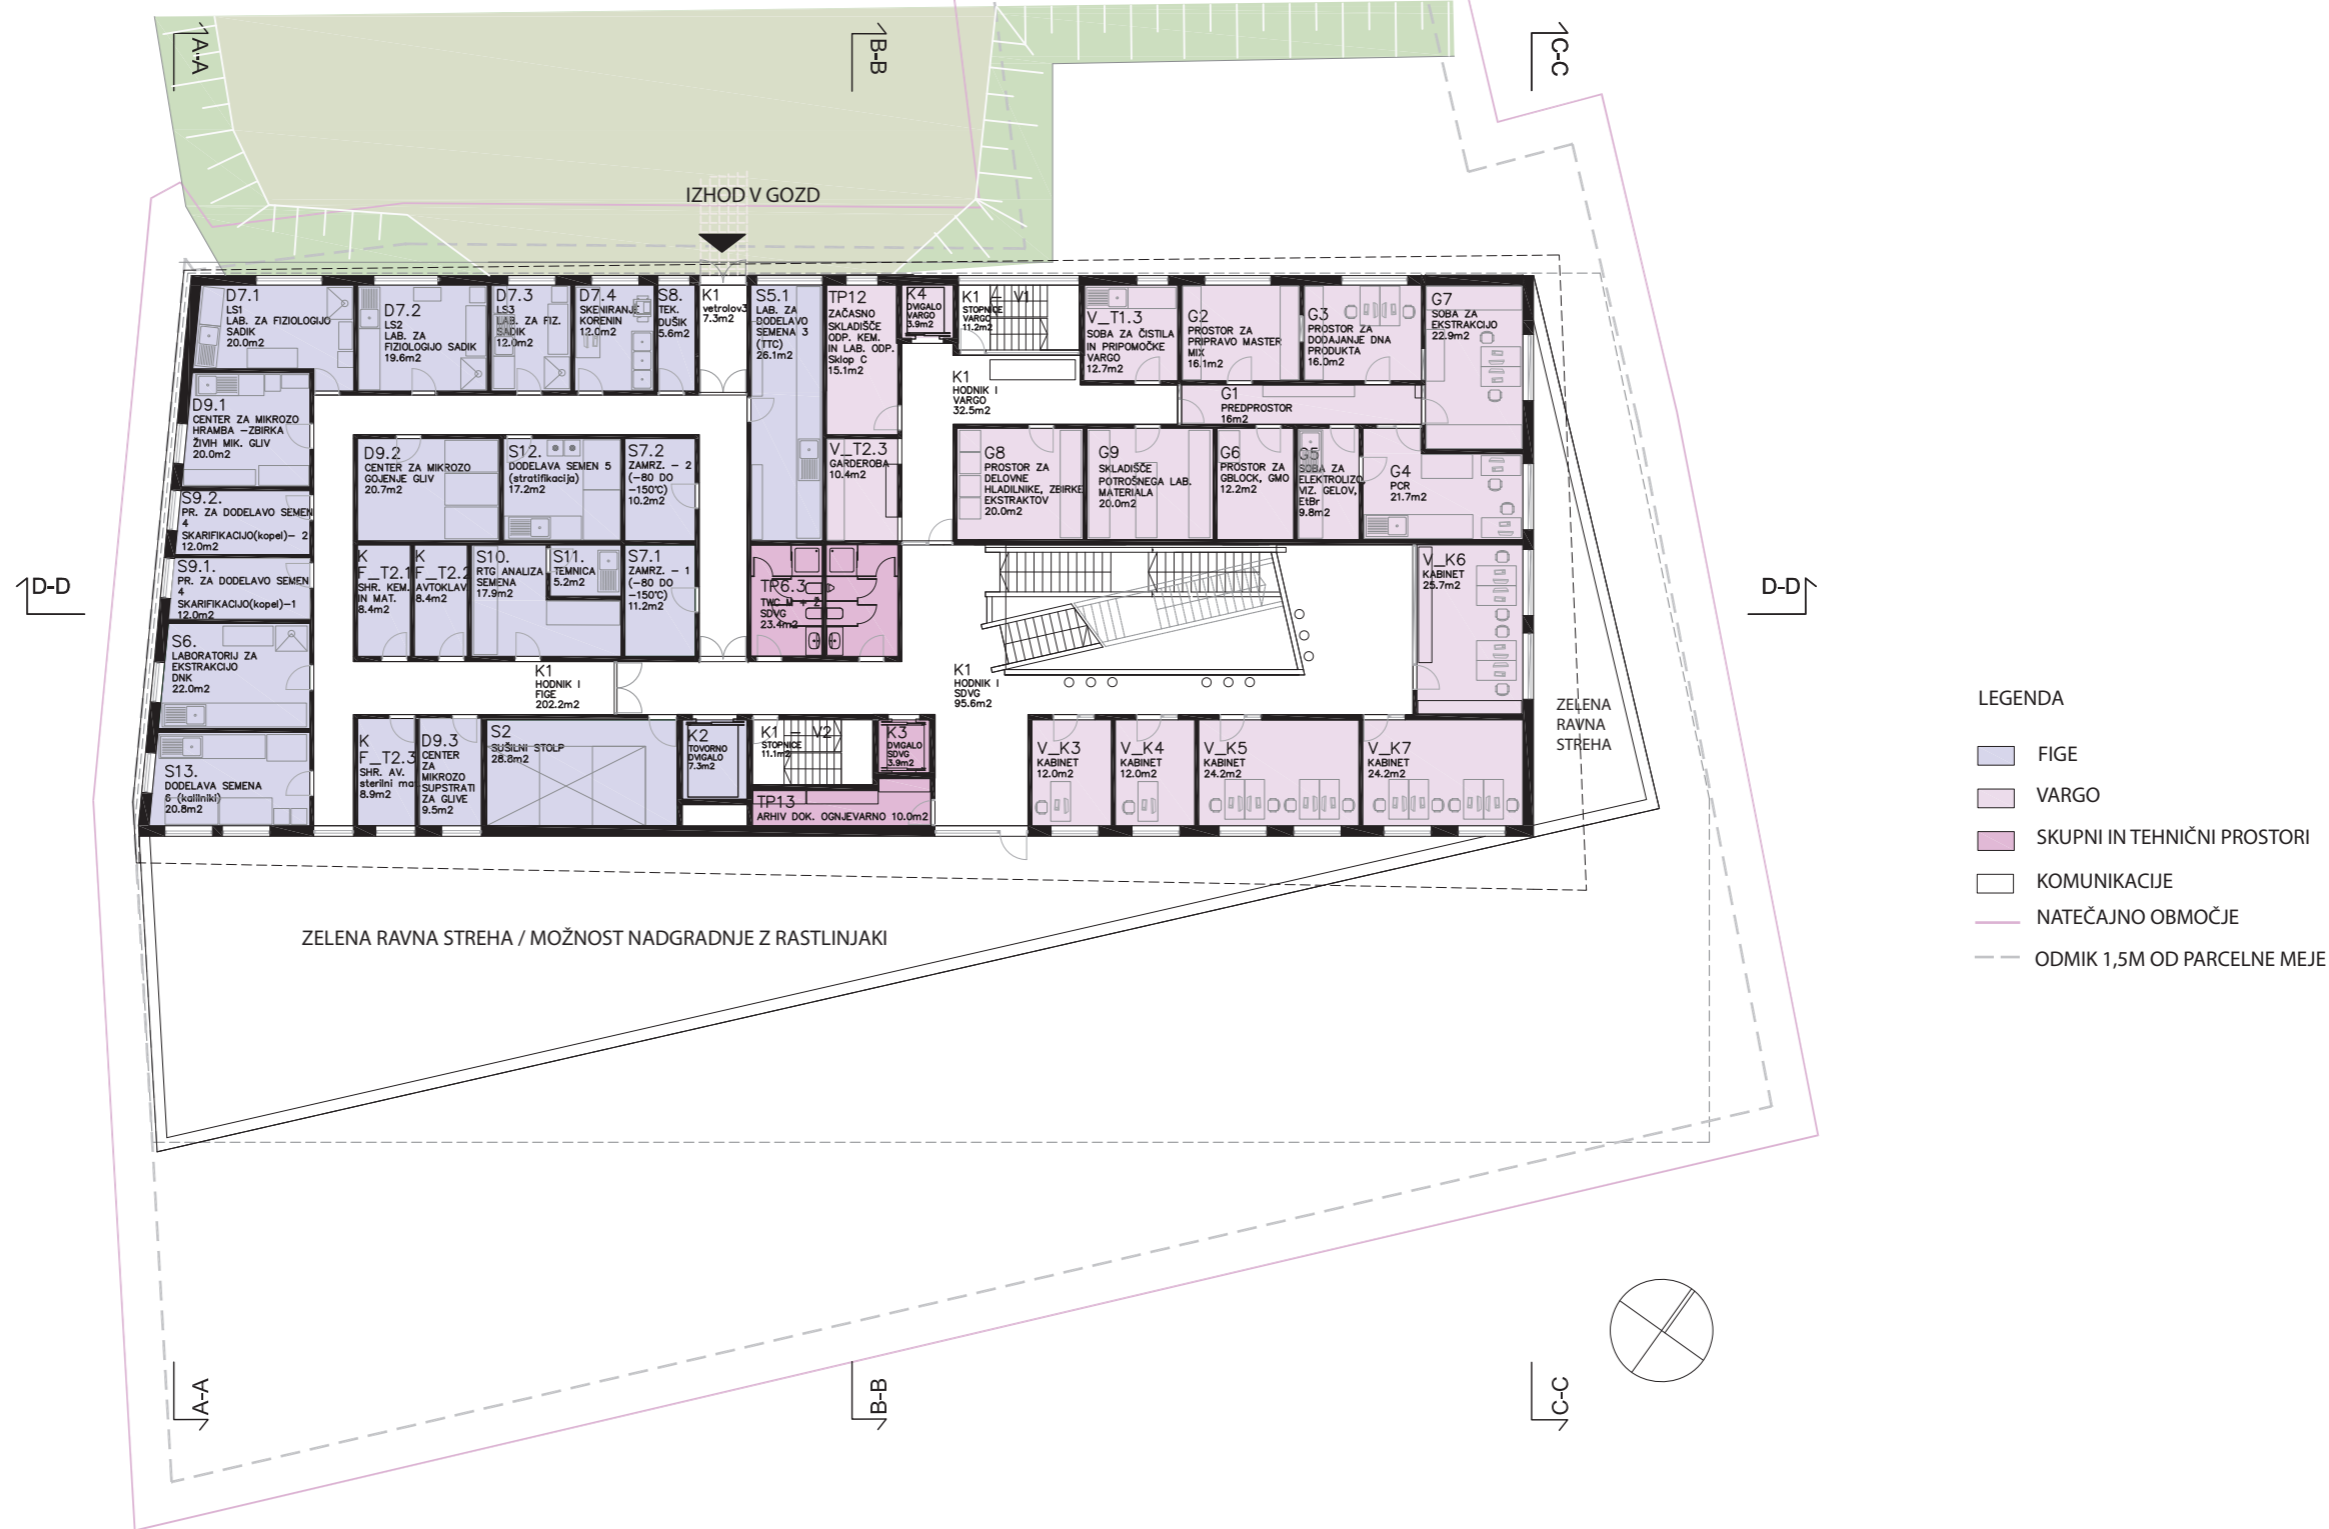 A-A
B-B
C-C
IZHOD V GOZD
D7.1
LS1
LAB. ZA FIZIOLOGIJO
SADIK
20.0m2
D7.2
LS2
LAB. ZA
FIZIOLOGIJO SADIK
19.6m2
D7.3
LS3
LAB. ZA FIZ.
SADIK
12.0m2
D7.4
SKENIRANJE
KORENIN
12.0m2
S8.
TEK.
DUŠIK
5.6m2
K1
vetrolov3
7.3m2
S5.1
LAB. ZA
DODELAVO
SEMENA 3
(TTC)
26.1m2
TP12
ZAČASNO
SKLADIŠČE
ODP. KEM.
IN LAB. ODP.
Sklop C
15.1m2
K4
DVIGALO
VARGO
3.9m2
K1 - V1
STOPNICE
VARGO
11.2m2
V_T1.3
SOBA ZA ČISTILA
IN PRIPOMOČKE
VARGO
12.7m2
G2
PROSTOR ZA
PRIPRAVO MASTER
MIX
16.1m2
G3
PROSTOR ZA
DODAJANJE DNA
PRODUKTA
16.0m2
G7
SOBA ZA
EKSTRAKCIJO
22.9m2
K1
HODNIK I
VARGO
32.5m2
G1
PREDPROSTOR
16m2
D9.1
CENTER ZA MIKROZO
HRAMBA -ZBIRKA
ŽIVIH MIK. GLIV
20.0m2
D9.2
CENTER ZA MIKROZO
GOJENJE GLIV
20.7m2
S12.
DODELAVA SEMEN 5
(stratifikacija)
17.2m2
S7.2
ZAMRZ. - 2
(-80 DO
-150°C)
10.2m2
V_T2.3
GARDEROBA
10.4m2
G8
PROSTOR ZA
DELOVNE
HLADILNIKE, ZBIRKE
EKSTRAKTOV
20.0m2
G9
SKLADIŠČE
POTROŠNEGA LAB.
MATERIALA
20.0m2
G6
PROSTOR ZA
GBLOCK, GMO
12.2m2
G5
SOBA ZA
ELEKTROLIZO
VIZ. GELOV,
EtBr
9.8m2
G4
PCR
21.7m2
S9.2.
PR. ZA DODELAVO SEMEN
4
SKARIFIKACIJO(kopel)- 2
12.0m2
S9.1.
PR. ZA DODELAVO SEMEN
4
SKARIFIKACIJO(kopel)-1
12.0m2
K
F_T2.1
SHR. KEM.
IN MAT.
8.4m2
K
F_T2.2
AVTOKLAV
8.4m2
S10.
RTG ANALIZA
SEMENA
17.9m2
S11.
TEMNICA
5.2m2
S7.1
ZAMRZ. - 1
(-80 DO
-150°C)
11.2m2
TP6.3
TWC M + Ž
SDVG
23.4m2
V_K6
KABINET
25.7m2
D-D
D-D
S6.
LABORATORIJ ZA
EKSTRAKCIJO
DNK
22.0m2
K1
HODNIK I
FIGE
202.2m2
K1
HODNIK I
SDVG
95.6m2
ZELENA
RAVNA
STREHA
S13.
DODELAVA SEMENA
6 (kalilniki)
20.8m2
K
F_T2.3
SHR. AV.
sterilni ma
8.9m2
D9.3
CENTER
ZA
MIKROZO
SUPSTRATI
ZA GLIVE
9.5m2
S2
SUŠILNI STOLP
28.8m2
K2
TOVORNO
DVIGALO
7.3m2
K1 - V2
STOPNICE
11.1m2
K3
DVIGALO
SDVG
3.9m2
TP13
ARHIV DOK. OGNJEVARNO 10.0m2
V_K3
KABINET
12.0m2
V_K4
KABINET
12.0m2
V_K5
KABINET
24.2m2
V_K7
KABINET
24.2m2
ZELENA RAVNA STREHA / MOŽNOST NADGRADNJE Z RASTLINJAKI
LEGENDA
FIGE
VARGO
SKUPNI IN TEHNIČNI PROSTORI
KOMUNIKACIJE
NATEČAJNO OBMOČJE
ODMIK 1,5M OD PARCELNE MEJE
A-A
B-B
C-C